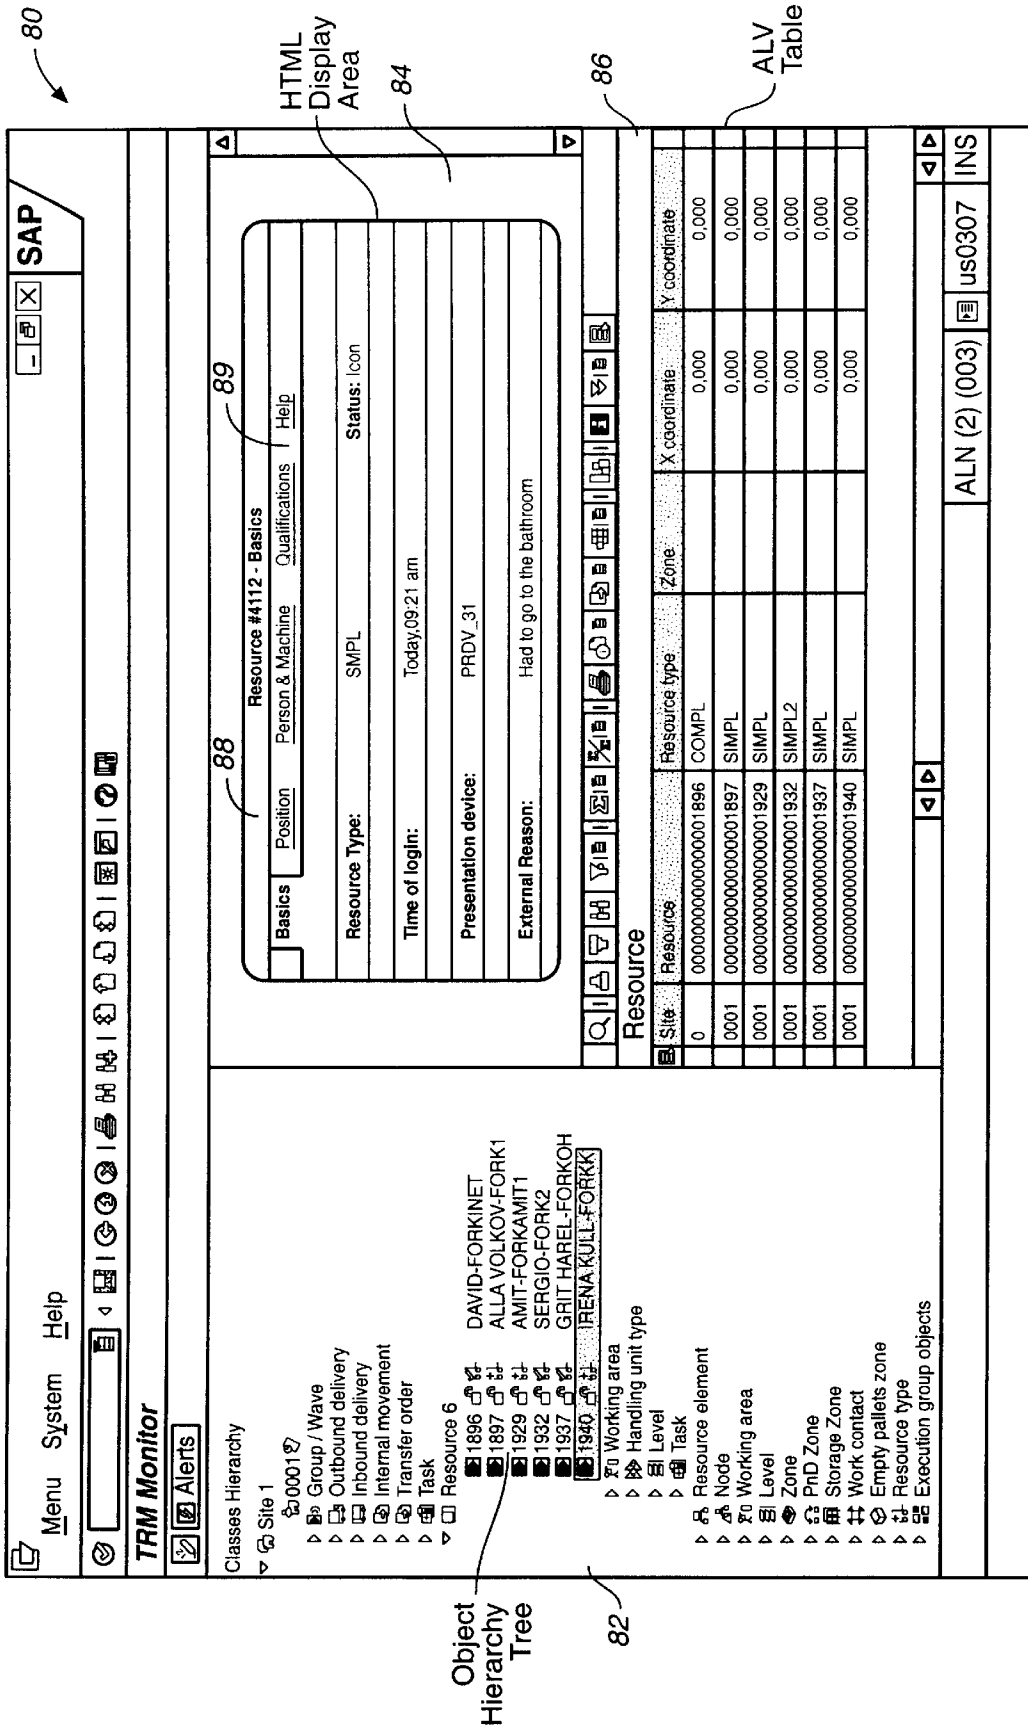 80
SAP
Menu System Help
TRM Monitor
Alerts
Classes Hierarchy
Site 1
0001
Group / Wave
Outbound delivery
Inbound delivery
Internal movement
Transfer order
Task
Resource 6
1896 DAVID-FORKINET
1897 ALLA VOLKOV-FORK1
1929 AMIT-FORKAMIT1
1932 SERGIO-FORK2
1937 GRIT HAREL-FORKOH
1940 IRENA KULL-FORKK
Working area
Handling unit type
Level
Task
Resource element
Node
Working area
Level
Zone
PnD Zone
Storage Zone
Work contact
Empty pallets zone
Resource type
Execution group objects
Object
Hierarchy
Tree
82
88
89
Resource #4112 - Basics
Basics Position Person & Machine Qualifications Help
Resource Type: SMPL Status: Icon
Time of login: Today,09:21 am
Presentation device: PRDV_31
External Reason: Had to go to the bathroom
HTML
Display
Area
84
86
Resource
Site Resource Resource type Zone X coordinate Y coordinate
0 000000000000001896 COMPL 0,000 0,000
0001 000000000000001897 SIMPL 0,000 0,000
0001 000000000000001929 SIMPL 0,000 0,000
0001 000000000000001932 SIMPL2 0,000 0,000
0001 000000000000001937 SIMPL 0,000 0,000
0001 000000000000001940 SIMPL 0,000 0,000
ALV
Table
ALN (2) (003) us0307 INS